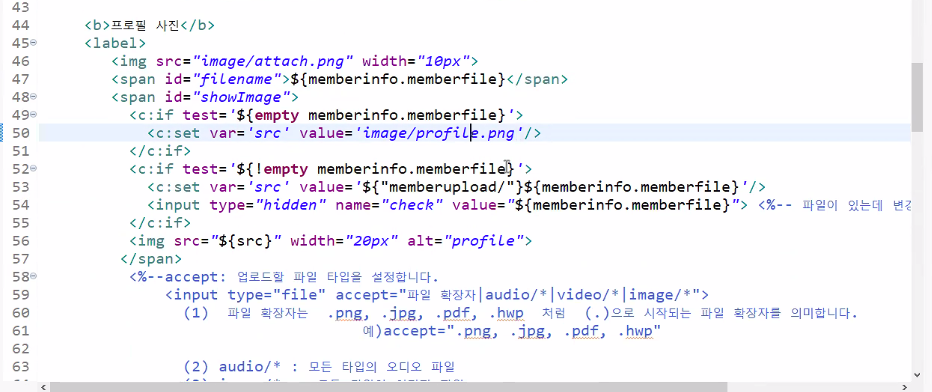 43
44 <b>프로필 사진</b>
45 <label>
46 <img src="image/attach.png" width="10px">
47 <span id="filename">${memberinfo.memberfile}</span>
48 <span id="showImage">
49 <c:if test='${empty memberinfo.memberfile}'>
50 <c:set var='src' value='image/profile.png'/>
51 </c:if>
52 <c:if test='${!empty memberinfo.memberfile}'>
53 <c:set var='src' value='${"memberupload/"}${memberinfo.memberfile}'/>
54 <input type="hidden" name="check" value="${memberinfo.memberfile}"> <%-- 파일이 있는데 변경
55 </c:if>
56 <img src="${src}" width="20px" alt="profile">
57 </span>
58 <%--accept: 업로드할 파일 타입을 설정합니다.
59 <input type="file" accept="파일 확장자|audio/*|video/*|image/*">
60 (1) 파일 확장자는 .png, .jpg, .pdf, .hwp 처럼 (.)으로 시작되는 파일 확장자를 의미합니다.
61 예)accept=".png, .jpg, .pdf, .hwp"
62
63 (2) audio/* : 모든 타입의 오디오 파일